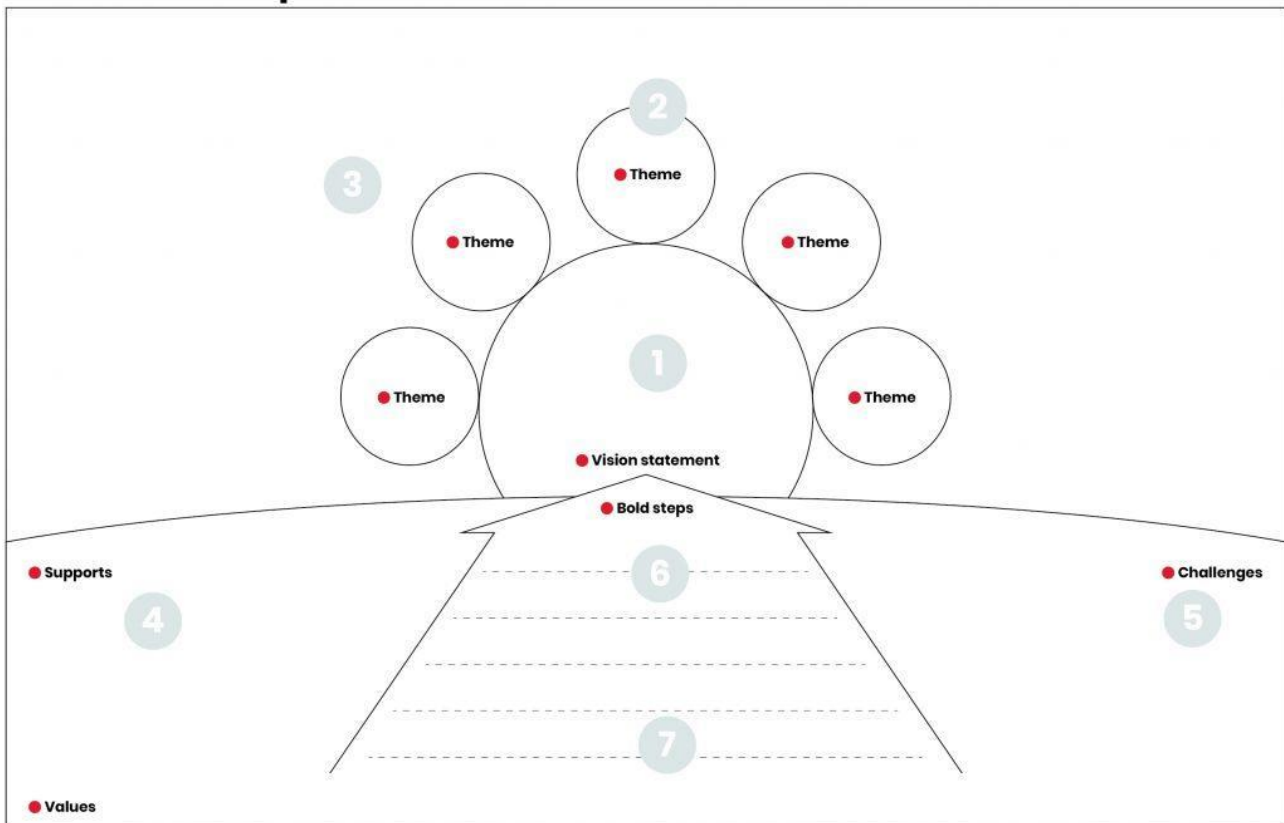 2
3
Theme
Theme
Theme
1
Theme
Theme
Vision statement
Bold steps
Supports
Challenges
6
4
5
7
Values